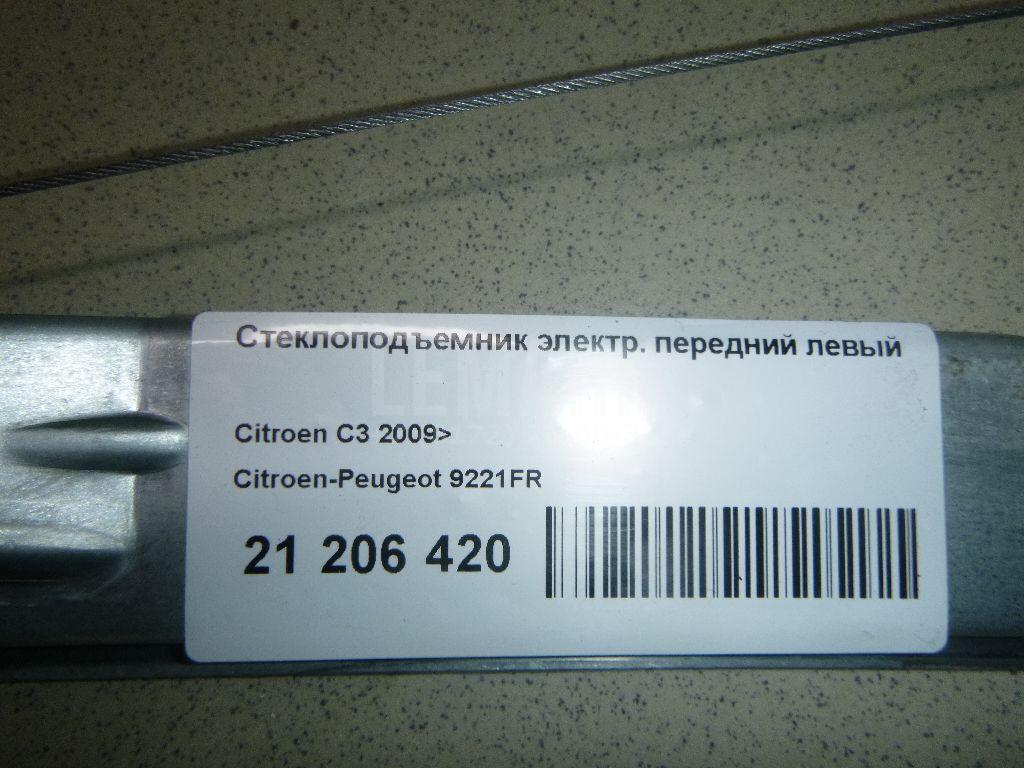 Стеклоподъемник электр. передний левый
Citroen C3 2009>
Citroen-Peugeot 9221FR
21 206 420